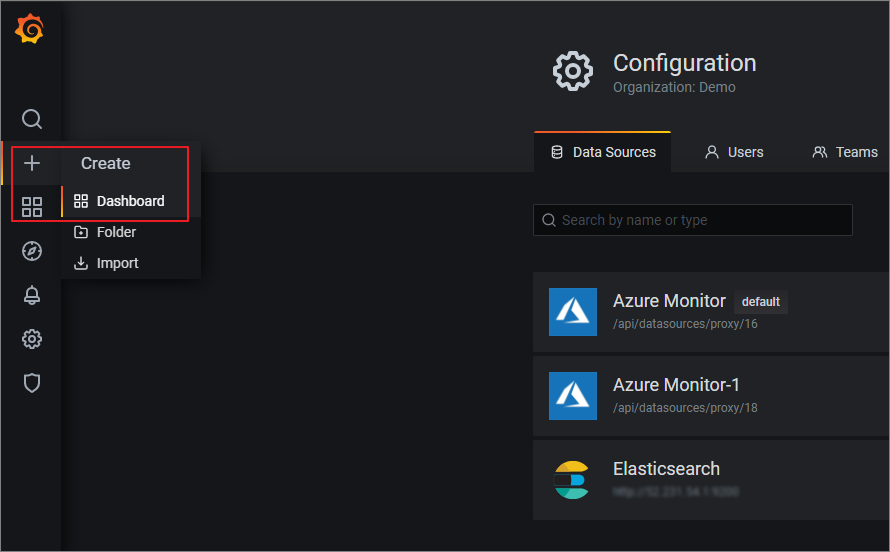 Configuration
Organization: Demo
Create
Dashboard
Folder
Import
Data Sources
Users
Teams
Search by name or type
Azure Monitor default
/api/datasources/proxy/16
Azure Monitor-1
/api/datasources/proxy/18
Elasticsearch